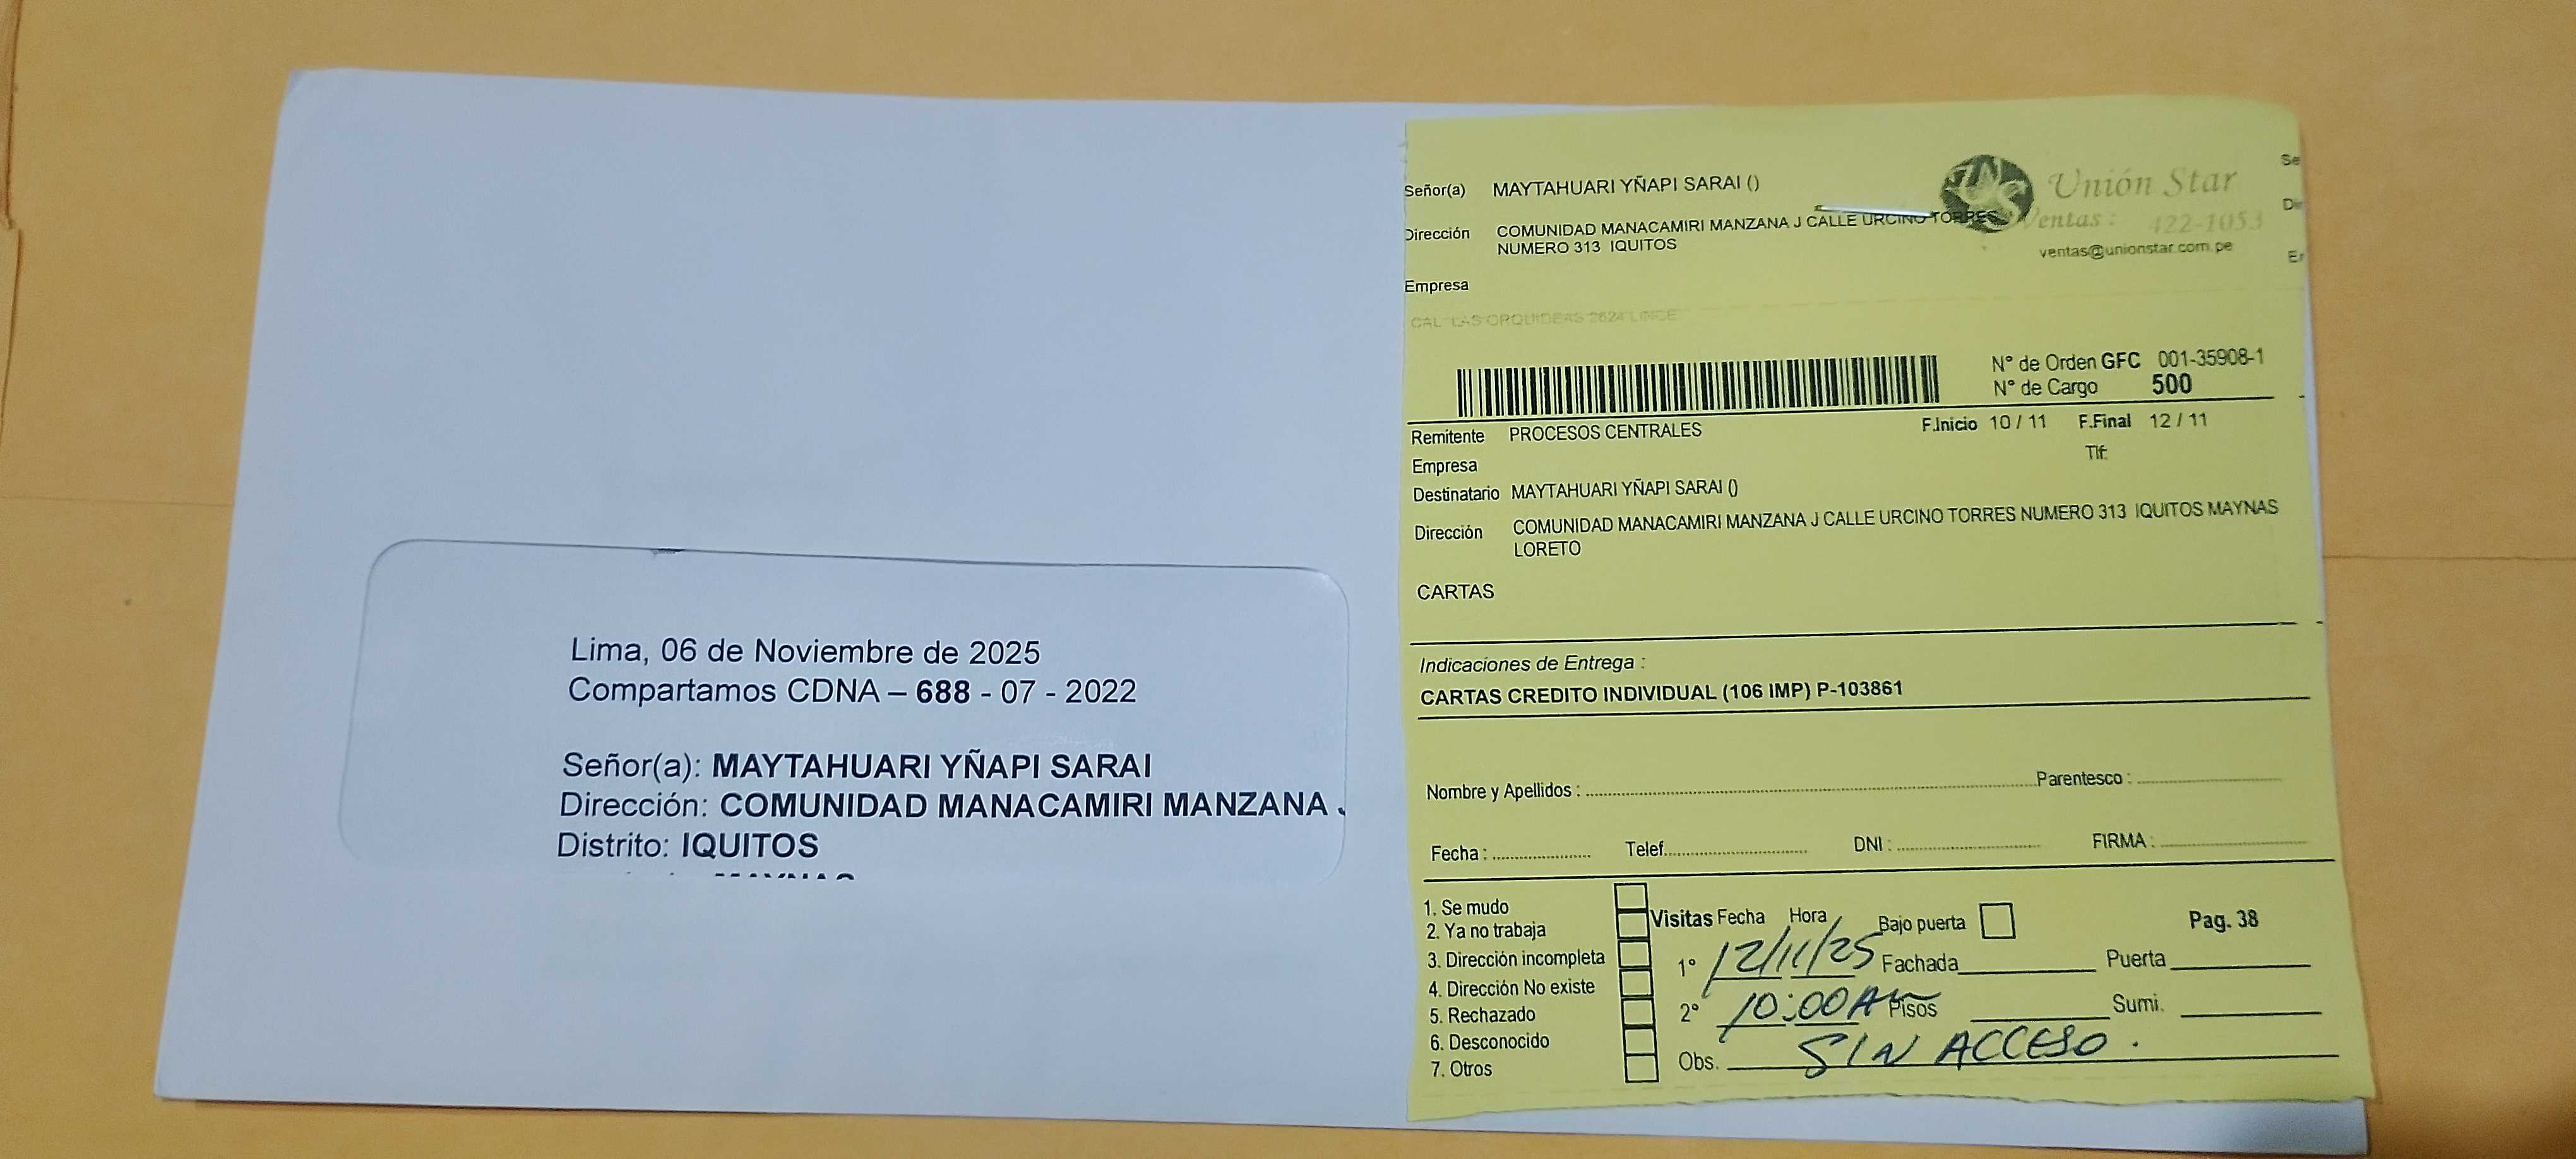 Lima, 06 de Noviembre de 2025
Compartamos CDNA – 688 - 07 - 2022
Señor(a): MAYTAHUARI YÑAPI SARAI
Dirección: COMUNIDAD MANACAMIRI MANZANA J
Distrito: IQUITOS
Señor(a) MAYTAHUARI YÑAPI SARAI ()
Unión Star
Dirección COMUNIDAD MANACAMIRI MANZANA J CALLE URCINO TORRES
NUMERO 313 IQUITOS
Ventas : 422-1053
ventas@unionstar.com.pe
Empresa
CAL LAS ORQUIDEAS 2624 LINCE
N° de Orden GFC 001-35908-1
N° de Cargo 500
Remitente PROCESOS CENTRALES
F.Inicio 10 / 11 F.Final 12 / 11
Empresa
Tlf:
Destinatario MAYTAHUARI YÑAPI SARAI ()
Dirección COMUNIDAD MANACAMIRI MANZANA J CALLE URCINO TORRES NUMERO 313 IQUITOS MAYNAS
LORETO
CARTAS
Indicaciones de Entrega :
CARTAS CREDITO INDIVIDUAL (106 IMP) P-103861
Nombre y Apellidos : Parentesco :
Fecha : Telef. DNI : FIRMA :
1. Se mudo
2. Ya no trabaja
3. Dirección incompleta
4. Dirección No existe
5. Rechazado
6. Desconocido
7. Otros
Visitas Fecha Hora Bajo puerta Pag. 38
1° 12/11/25 Fachada Puerta
2° 10:00 AM Pisos Sumi.
Obs. SIN ACCESO.